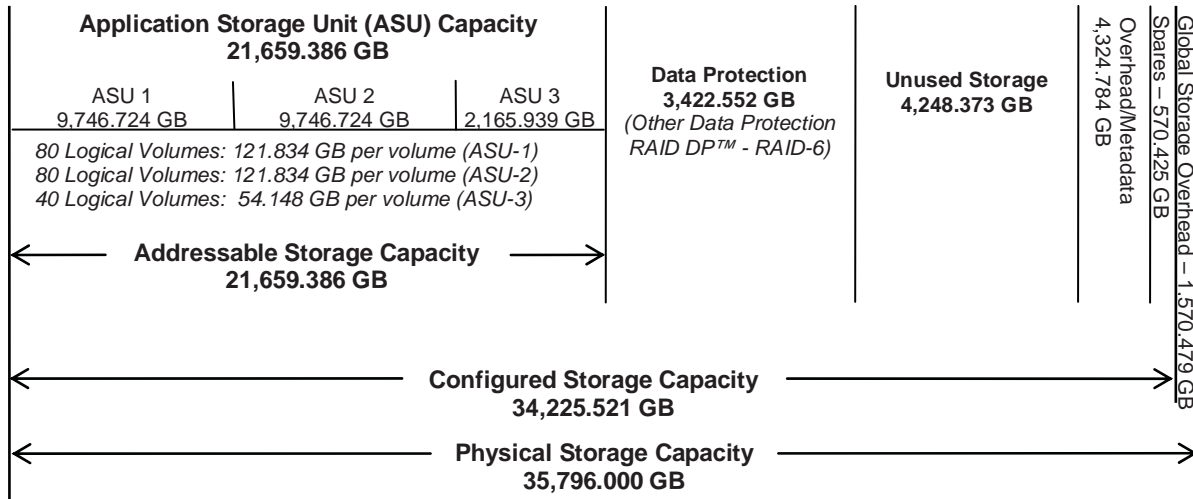 Application Storage Unit (ASU) Capacity
21,659.386 GB
ASU 1
9,746.724 GB
ASU 2
9,746.724 GB
ASU 3
2,165.939 GB
80 Logical Volumes: 121.834 GB per volume (ASU-1)
80 Logical Volumes: 121.834 GB per volume (ASU-2)
40 Logical Volumes: 54.148 GB per volume (ASU-3)
Addressable Storage Capacity
21,659.386 GB
Data Protection
3,422.552 GB
(Other Data Protection
RAID DP™ - RAID-6)
Unused Storage
4,248.373 GB
Overhead/Metadata
4,324.784 GB
Spares – 570.425 GB
Global Storage Overhead – 1,570.479 GB
Configured Storage Capacity
34,225.521 GB
Physical Storage Capacity
35,796.000 GB